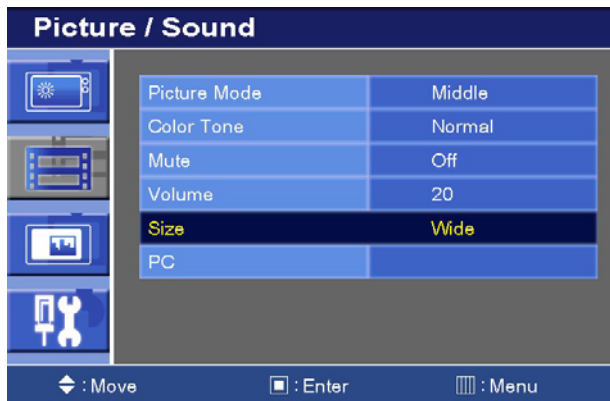 Picture / Sound
Picture Mode Middle
Color Tone Normal
Mute Off
Volume 20
Size Wide
PC
: Move : Enter : Menu